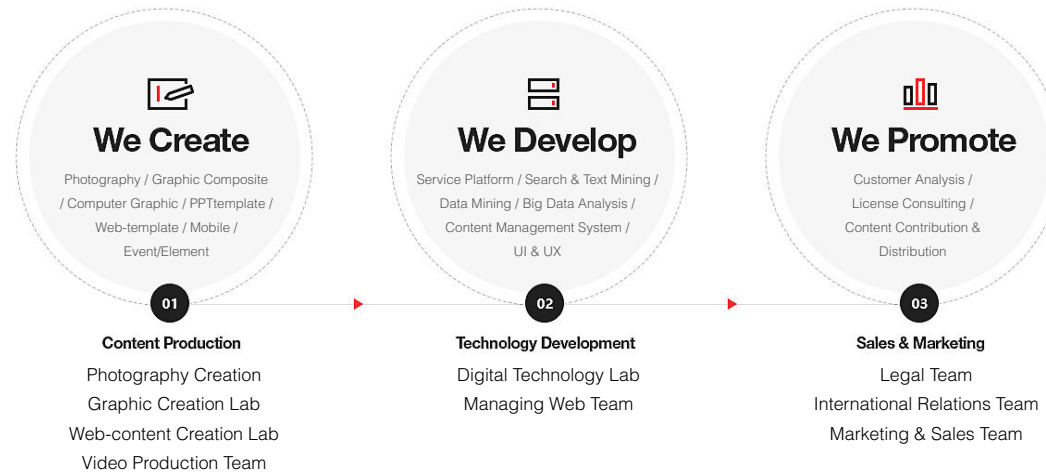 We Create
Photography / Graphic Composite
/ Computer Graphic / PPTtemplate /
Web-template / Mobile /
Event/Element
01
Content Production
Photography Creation
Graphic Creation Lab
Web-content Creation Lab
Video Production Team
We Develop
Service Platform / Search & Text Mining /
Data Mining / Big Data Analysis /
Content Management System /
UI & UX
02
Technology Development
Digital Technology Lab
Managing Web Team
We Promote
Customer Analysis /
License Consulting /
Content Contribution &
Distribution
03
Sales & Marketing
Legal Team
International Relations Team
Marketing & Sales Team